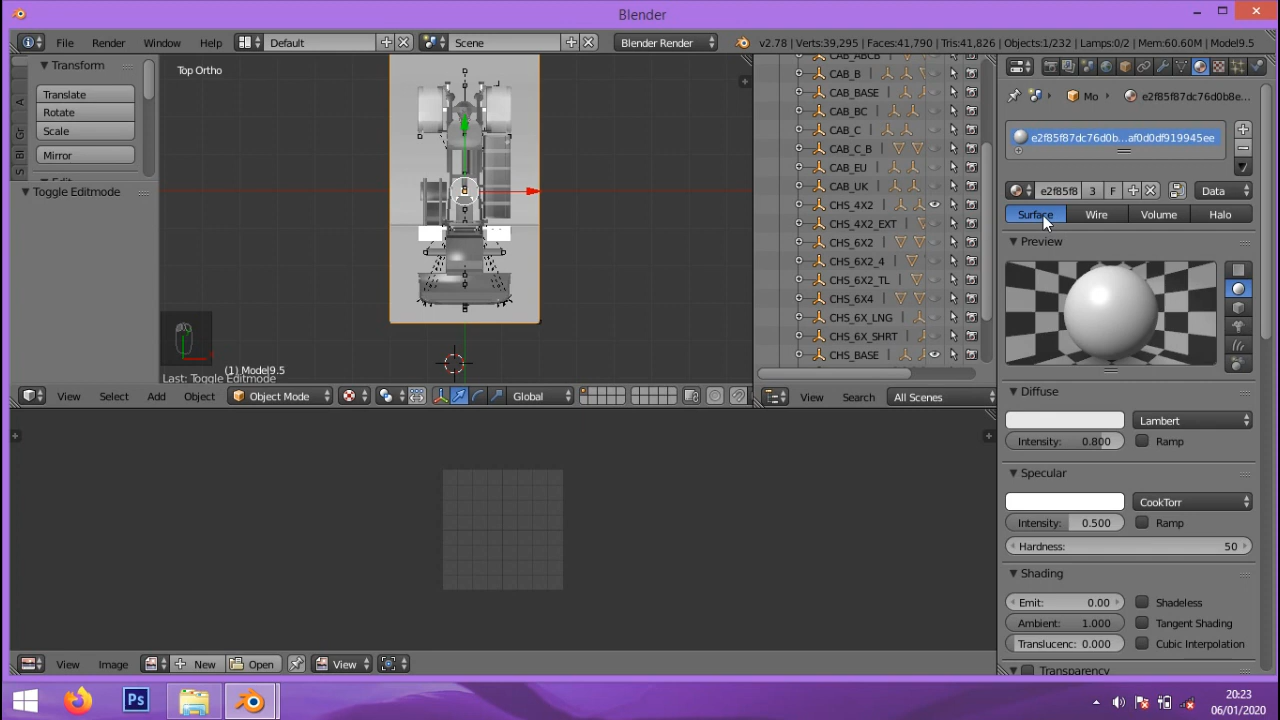 Blender
File Render Window Help Default Scene Blender Render v2.78 | Verts:39,295 | Faces:41,790 | Tris:41,826 | Objects:1/232 | Lamps:0/2 | Mem:60.60M | Model9.5
Transform
Translate
Rotate
Scale
Mirror
Toggle Editmode
A
Gr
B
S
Top Ortho
(1) Model9.5
Last: Toggle Editmode
View Select Add Object Object Mode Global
CAB_ABCB
CAB_B
CAB_BASE
CAB_BC
CAB_C
CAB_C_B
CAB_EU
CAB_UK
CHS_4X2
CHS_4X2_EXT
CHS_6X2
CHS_6X2_4
CHS_6X2_TL
CHS_6X4
CHS_6X_LNG
CHS_6X_SHRT
CHS_BASE
View Search All Scenes
Mo e2f85f87dc76d0b8e...
e2f85f87dc76d0b...af0d0df919945ee
e2f85f8 3 F Data
Surface Wire Volume Halo
Preview
Diffuse
Lambert
Intensity: 0.800 Ramp
Specular
CookTorr
Intensity: 0.500 Ramp
Hardness: 50
Shading
Emit: 0.00 Shadeless
Ambient: 1.000 Tangent Shading
Translucenc: 0.000 Cubic Interpolation
Transparency
View Image New Open View
Ps
20:23
06/01/2020